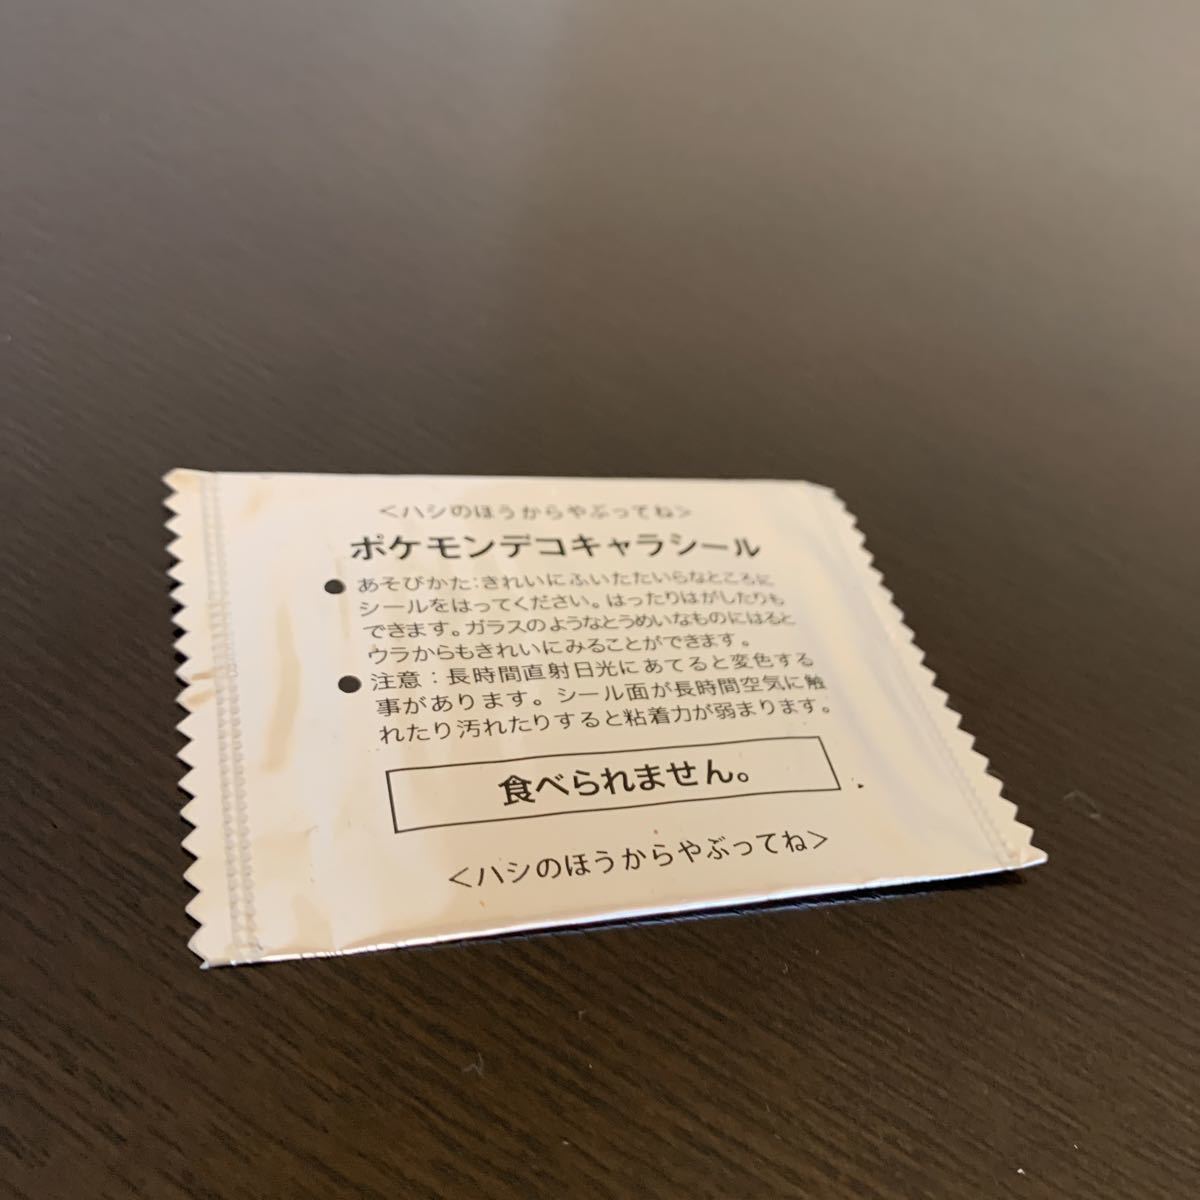 <ハシのほうからやぶってね>
ポケモンデコキャラシール
●あそびかた:きれいにふいたたいらなところに
シールをはってください。はったりはがしたりも
できます。ガラスのようなとうめいなものにはると
ウラからもきれいにみることができます。
●注意:長時間直射日光にあてると変色する
事があります。シール面が長時間空気に触
れたり汚れたりすると粘着力が弱まります。
食べられません。
<ハシのほうからやぶってね>